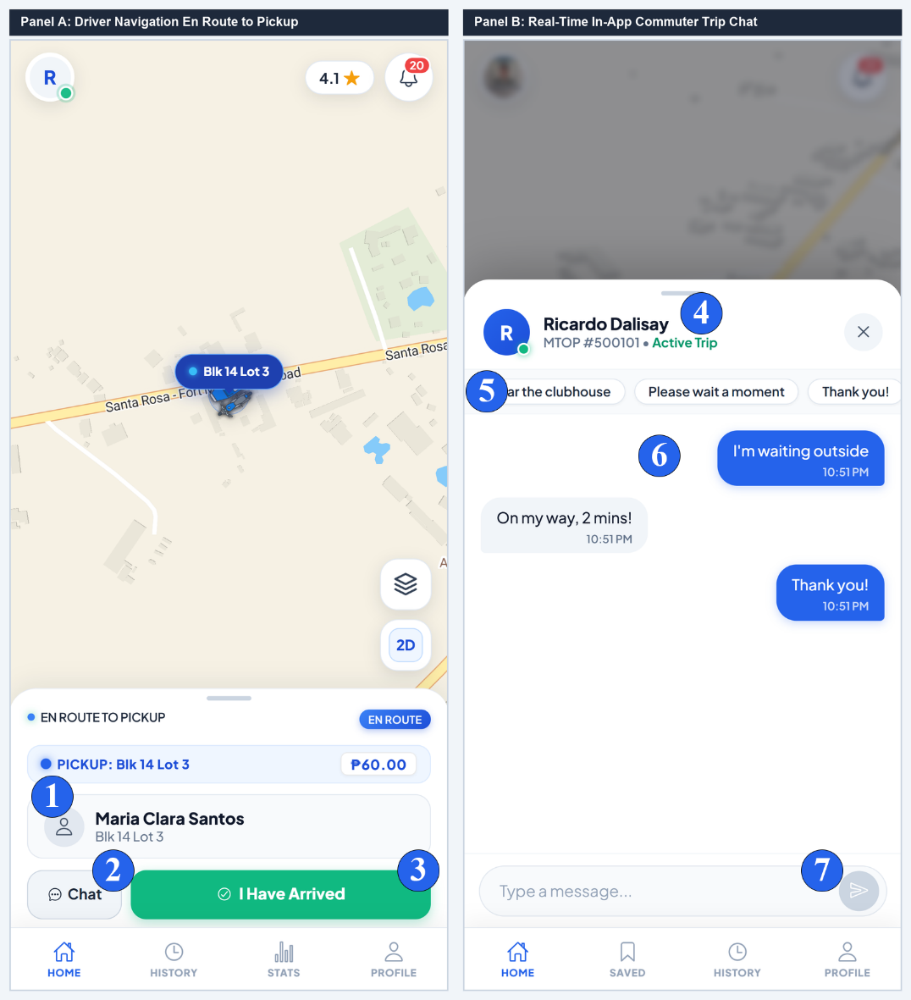 Panel A: Driver Navigation En Route to Pickup
R
4.1
20
Santa Rosa
Blk 14 Lot 3
Santa Rosa - Fort
oad
A
2D
EN ROUTE TO PICKUP
EN ROUTE
PICKUP: Blk 14 Lot 3
₱60.00
1
Maria Clara Santos
Blk 14 Lot 3
2
3
Chat
I Have Arrived
HOME
HISTORY
STATS
PROFILE
Panel B: Real-Time In-App Commuter Trip Chat
4
R
Ricardo Dalisay
MTOP #500101 • Active Trip
5
ar the clubhouse
Please wait a moment
Thank you!
6
I'm waiting outside
10:51 PM
On my way, 2 mins!
10:51 PM
Thank you!
10:51 PM
7
Type a message...
HOME
SAVED
HISTORY
PROFILE